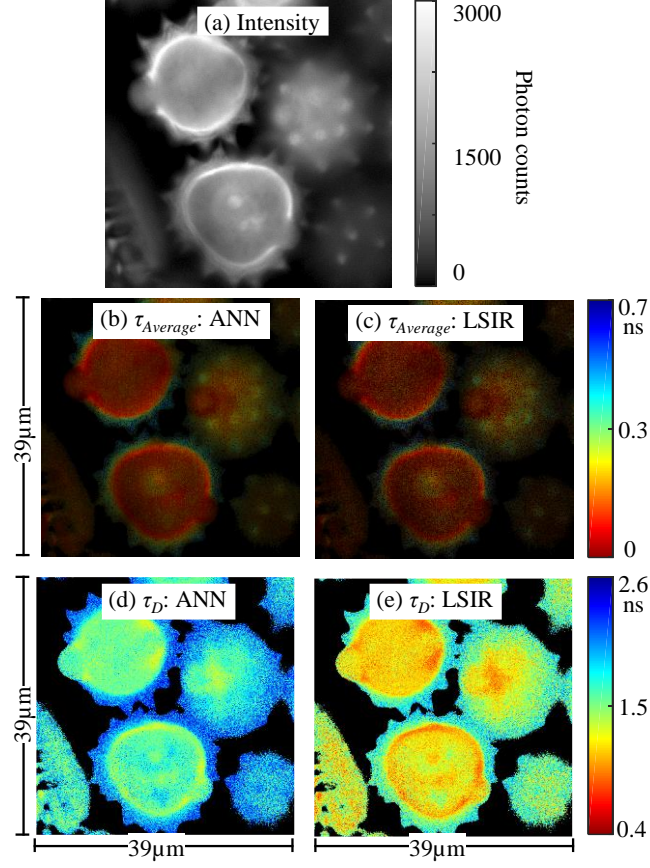 (a) Intensity
3000
1500
0
Photon counts
(b) τAverage: ANN
(c) τAverage: LSIR
0.7
ns
0.3
0
39µm
(d) τD: ANN
(e) τD: LSIR
2.6
ns
1.5
0.4
39µm
39µm
39µm